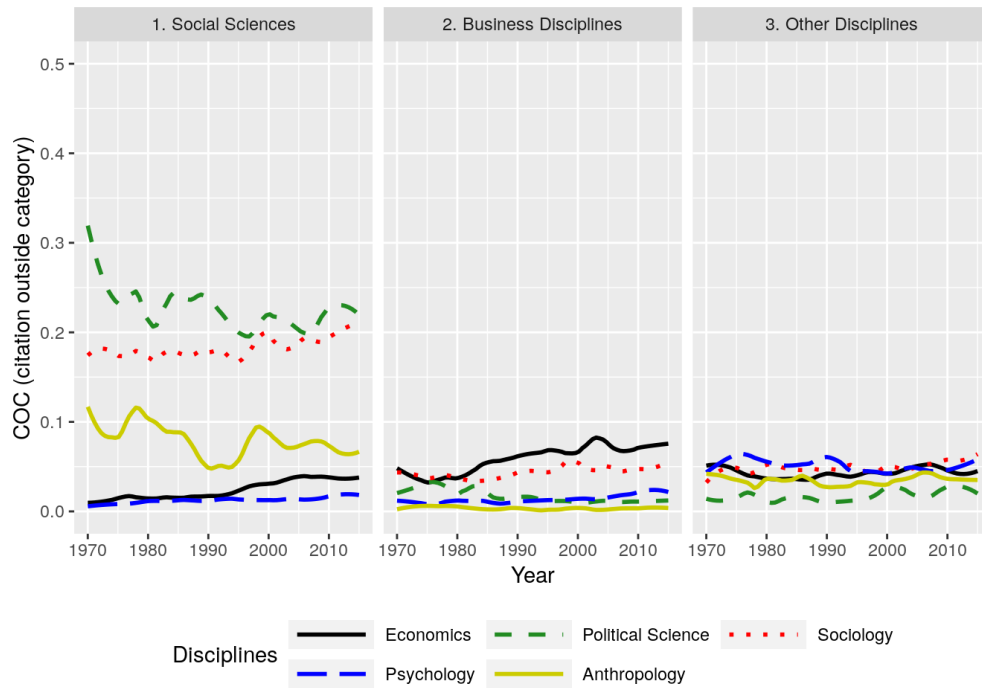 1. Social Sciences
2. Business Disciplines
3. Other Disciplines
COC (citation outside category)
0.5
0.4
0.3
0.2
0.1
0.0
1970 1980 1990 2000 2010
1970 1980 1990 2000 2010
1970 1980 1990 2000 2010
Year
Disciplines
Economics
Political Science
Sociology
Psychology
Anthropology